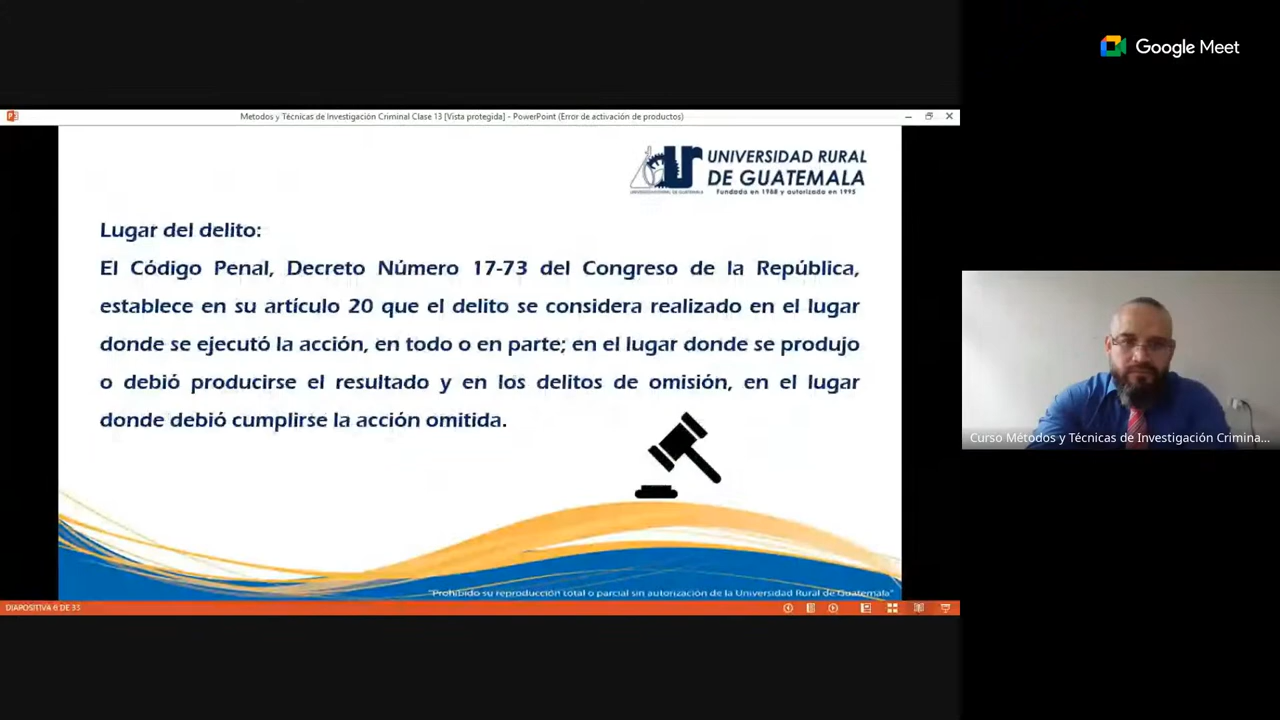 Google Meet
Metodos y Técnicas de Investigación Criminal Clase 13 [Vista protegida] - PowerPoint (Error de activación de productos)
UNIVERSIDAD RURAL
DE GUATEMALA
Fundada en 1988 y autorizada en 1995
Lugar del delito:
El Código Penal, Decreto Número 17-73 del Congreso de la República,
establece en su artículo 20 que el delito se considera realizado en el lugar
donde se ejecutó la acción, en todo o en parte; en el lugar donde se produjo
o debió producirse el resultado y en los delitos de omisión, en el lugar
donde debió cumplirse la acción omitida.
Curso Métodos y Técnicas de Investigación Crimina...
"Prohibido su reproducción total o parcial sin autorización de la Universidad Rural de Guatemala"
DIAPOSITIVA 6 DE 33